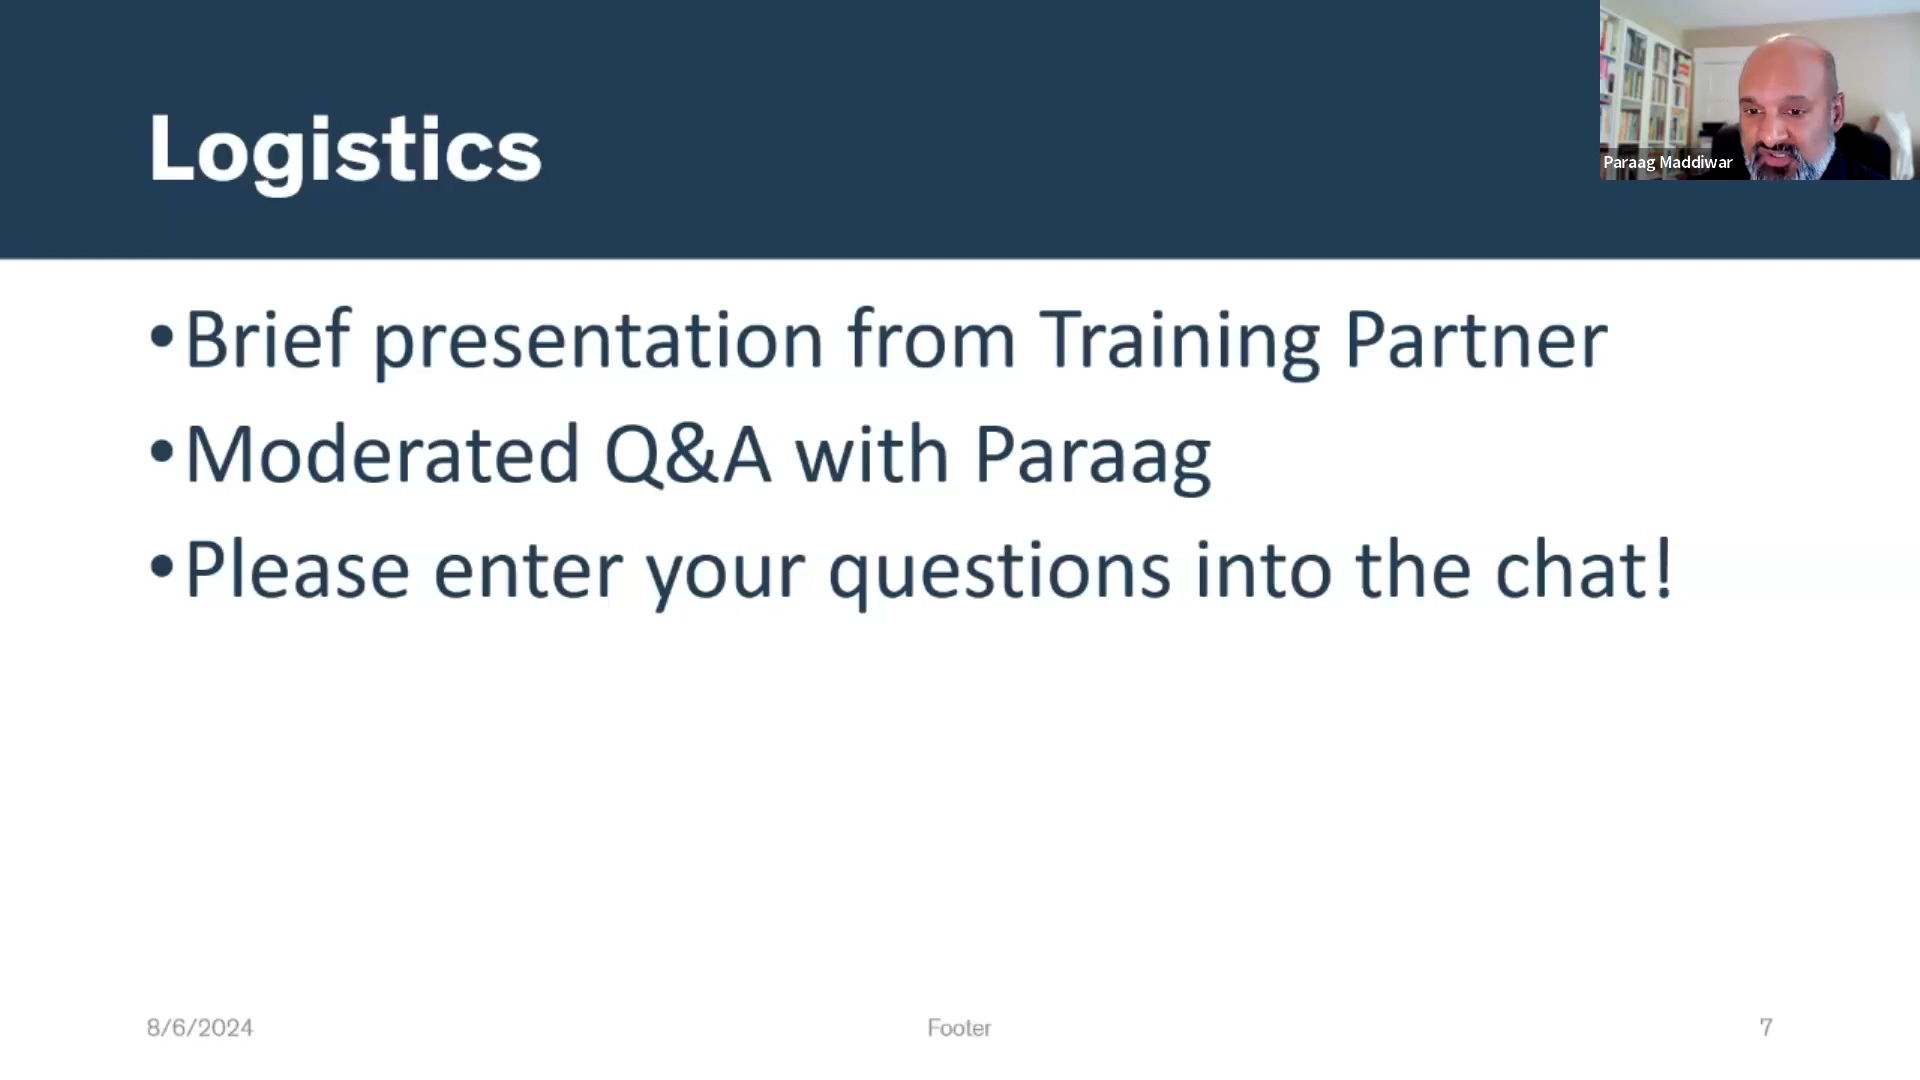 Logistics
Paraag Maddiwar
•Brief presentation from Training Partner
•Moderated Q&A with Paraag
•Please enter your questions into the chat!
8/6/2024
Footer
7